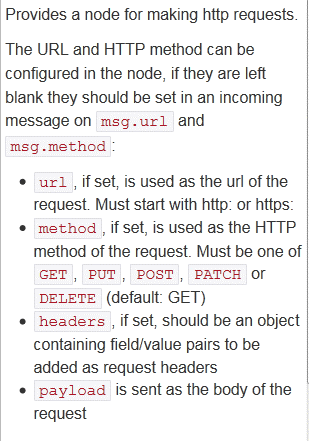 Provides a node for making http requests.
The URL and HTTP method can be
configured in the node, if they are left
blank they should be set in an incoming
message on msg.url and
msg.method:
• url, if set, is used as the url of the
request. Must start with http: or https:
• method, if set, is used as the HTTP
method of the request. Must be one of
GET, PUT, POST, PATCH or
DELETE (default: GET)
• headers, if set, should be an object
containing field/value pairs to be
added as request headers
• payload is sent as the body of the
request